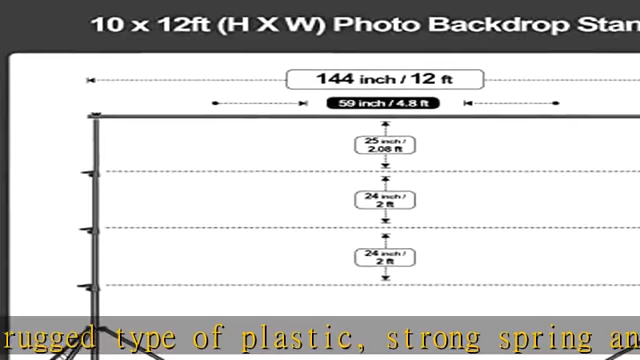 10 x 12ft (H X W) Photo Backdrop Stan
144 inch / 12 ft
59 inch / 4.8 ft
25 inch /
2.08 ft
24 inch /
2 ft
24 inch /
2 ft
rugged type of plastic, strong spring an